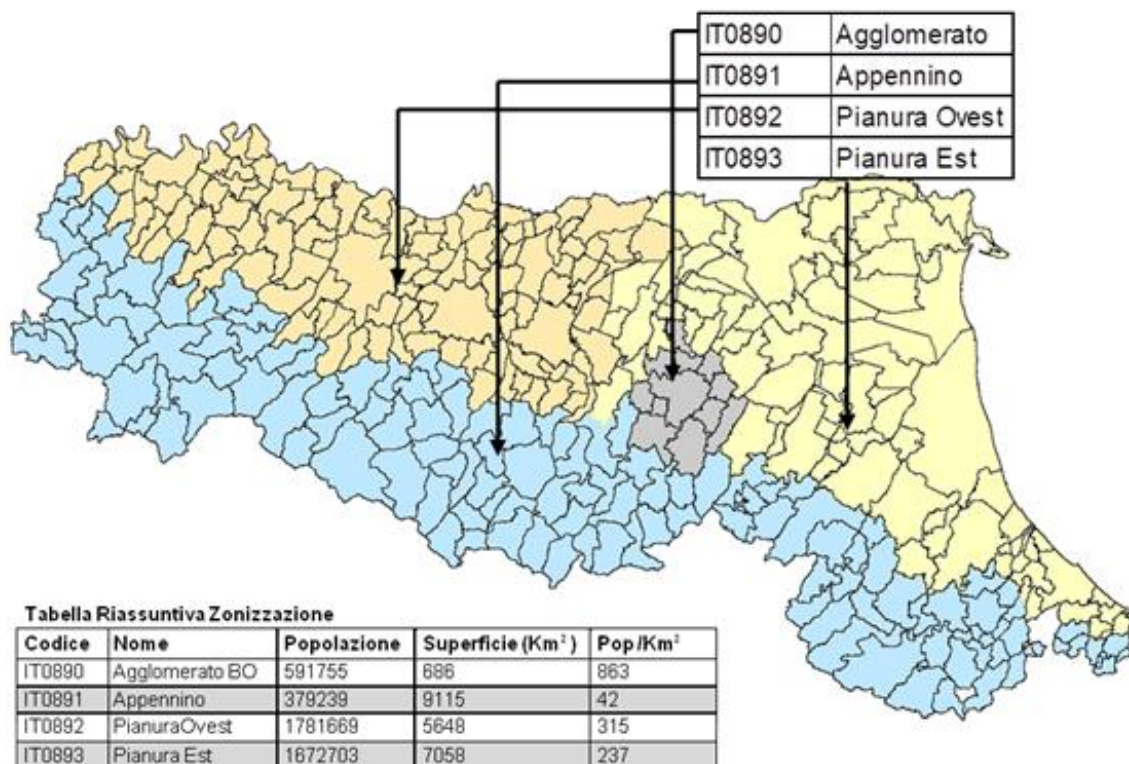 IT0890 Agglomerato
IT0891 Appennino
IT0892 Pianura Ovest
IT0893 Pianura Est
Tabella Riassuntiva Zonizzazione
Codice Nome Popolazione Superficie (Km²) Pop/Km²
IT0890 Agglomerato BO 591755 686 863
IT0891 Appennino 379239 9115 42
IT0892 PianuraOvest 1781669 5648 315
IT0893 Pianura Est 1672703 7058 237